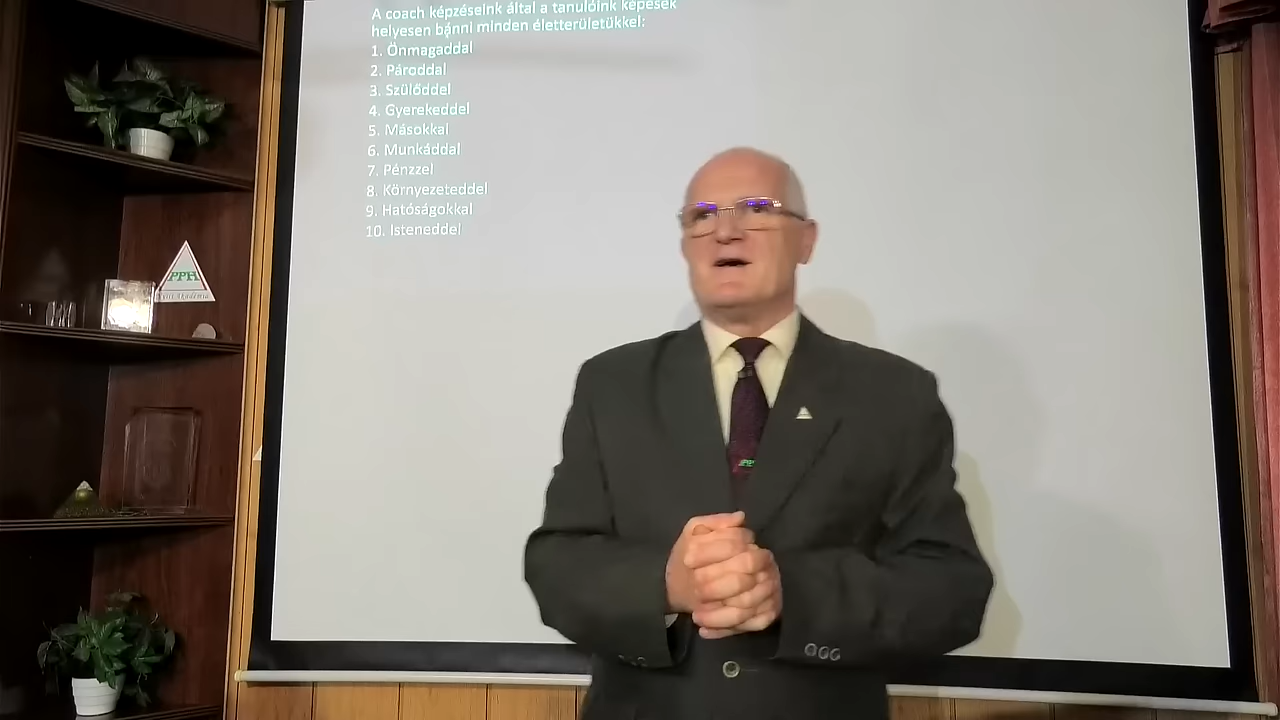 A coach képzéseink által a tanulóink képesek
helyesen bánni minden életterületükkel:
1. Önmagaddal
2. Pároddal
3. Szülőddel
4. Gyerekeddel
5. Másokkal
6. Munkáddal
7. Pénzzel
8. Környezeteddel
9. Hatóságokkal
10. Isteneddel
PPH